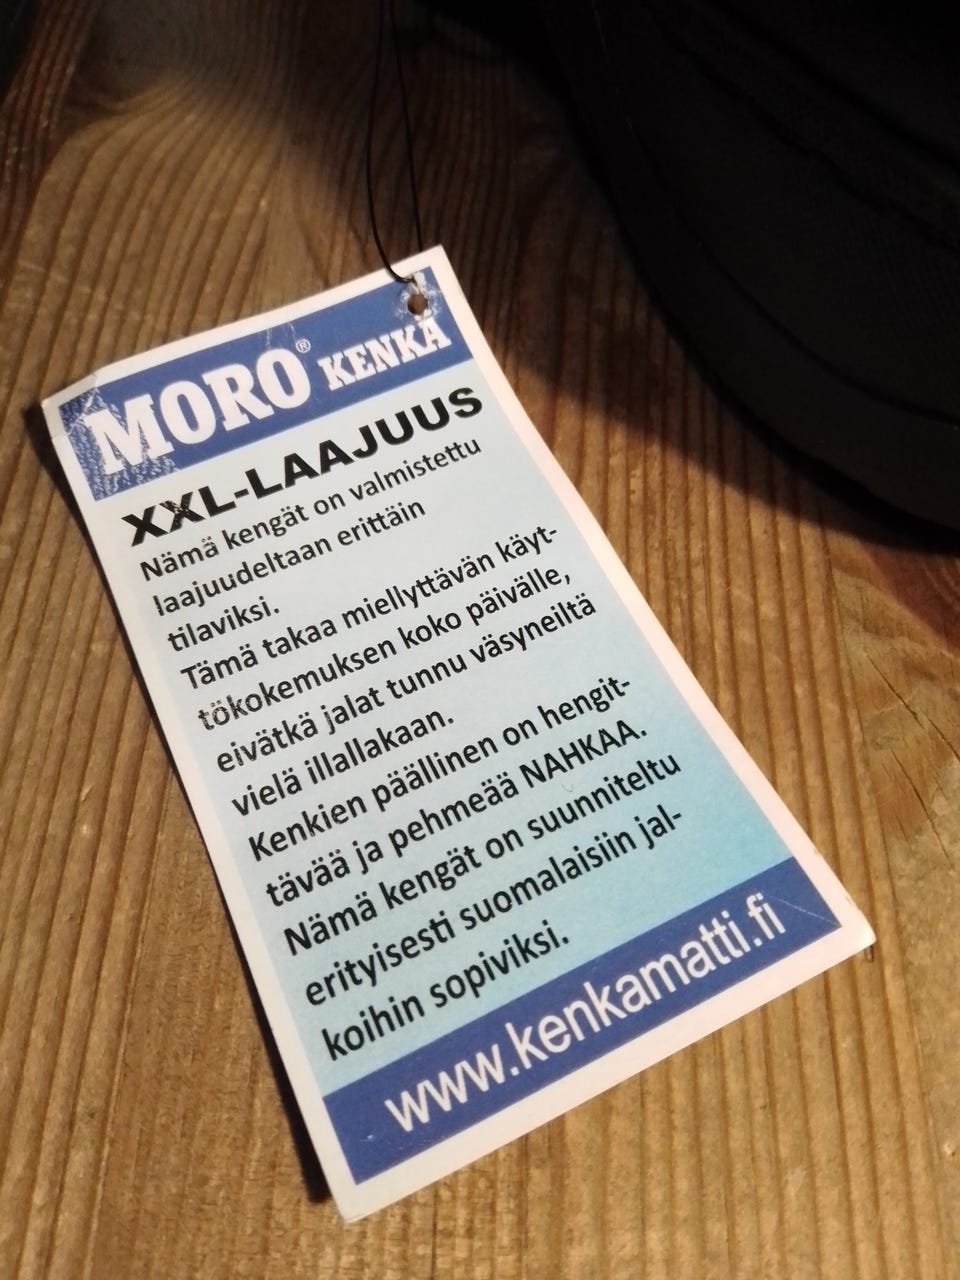 MORO® KENKÄ
XXL-LAAJUUS
Nämä kengät on valmistettu
laajuudeltaan erittäin
tilaviksi.
Tämä takaa miellyttävän käyt-
tökokemuksen koko päivälle,
eivätkä jalat tunnu väsyneiltä
vielä illallakaan.
Kenkien päällinen on hengit-
tävää ja pehmeää NAHKAA.
Nämä kengät on suunniteltu
erityisesti suomalaisiin jal-
koihin sopiviksi.
www.kenkamatti.fi